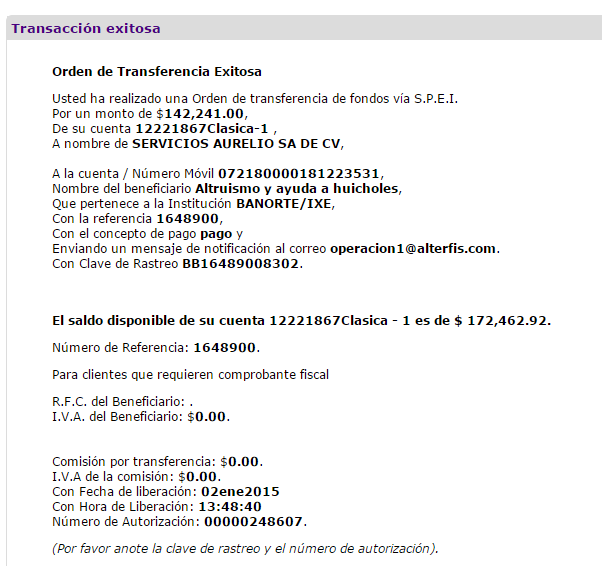 Transacción exitosa
Orden de Transferencia Exitosa
Usted ha realizado una Orden de transferencia de fondos vía S.P.E.I.
Por un monto de $142,241.00,
De su cuenta 12221867Clasica-1 ,
A nombre de SERVICIOS AURELIO SA DE CV,
A la cuenta / Número Móvil 072180000181223531,
Nombre del beneficiario Altruismo y ayuda a huicholes,
Que pertenece a la Institución BANORTE/IXE,
Con la referencia 1648900,
Con el concepto de pago pago y
Enviando un mensaje de notificación al correo operacion1@alterfis.com.
Con Clave de Rastreo BB16489008302.
El saldo disponible de su cuenta 12221867Clasica - 1 es de $ 172,462.92.
Número de Referencia: 1648900.
Para clientes que requieren comprobante fiscal
R.F.C. del Beneficiario: .
I.V.A. del Beneficiario: $0.00.
Comisión por transferencia: $0.00.
I.V.A de la comisión: $0.00.
Con Fecha de liberación: 02ene2015
Con Hora de Liberación: 13:48:40
Número de Autorización: 00000248607.
(Por favor anote la clave de rastreo y el número de autorización).